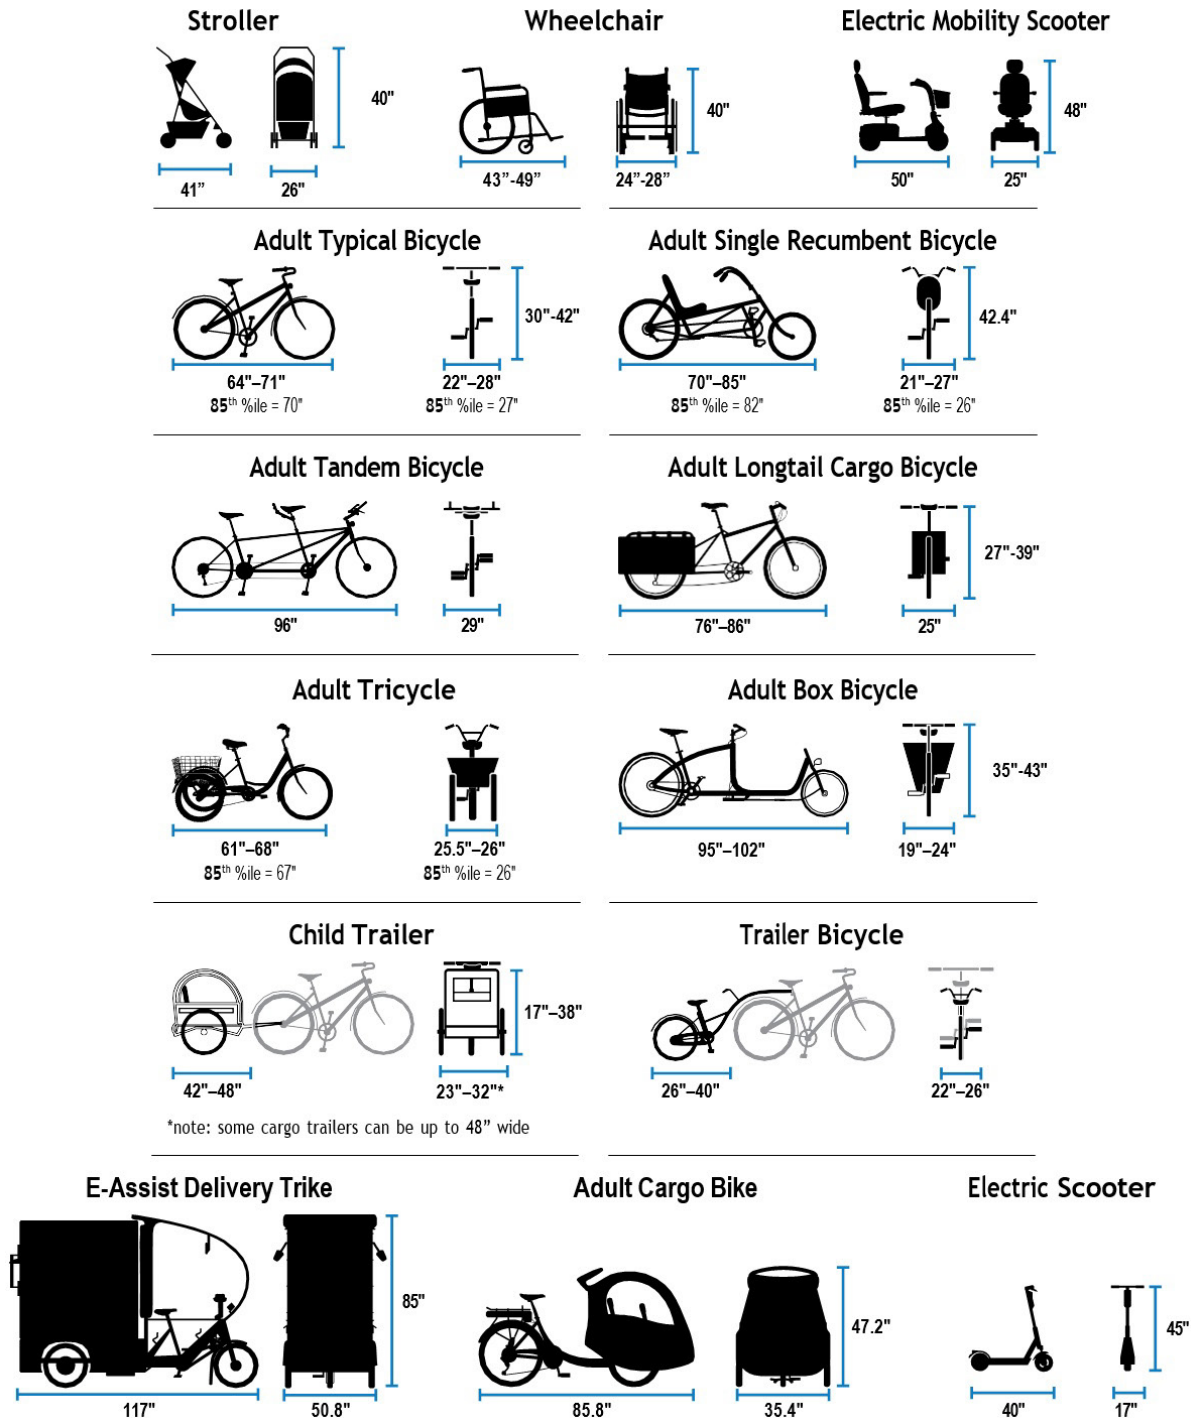 Stroller
Wheelchair
Electric Mobility Scooter
40"
40"
48"
41”
26"
43”-49”
24”-28”
50"
25"
Adult Typical Bicycle
Adult Single Recumbent Bicycle
30"-42"
42.4"
64"–71"
22"–28"
70"–85"
21"–27"
85th %ile = 70"
85th %ile = 27"
85th %ile = 82"
85th %ile = 26"
Adult Tandem Bicycle
Adult Longtail Cargo Bicycle
27"-39"
96"
29"
76"–86"
25"
Adult Tricycle
Adult Box Bicycle
35"-43"
61"–68"
25.5"–26"
95"–102"
19"–24"
85th %ile = 67"
85th %ile = 26"
Child Trailer
Trailer Bicycle
17"–38"
42"–48"
23"–32"*
26"–40"
22"–26"
*note: some cargo trailers can be up to 48” wide
E-Assist Delivery Trike
Adult Cargo Bike
Electric Scooter
85"
47.2"
45"
117"
50.8"
85.8"
35.4"
40"
17"